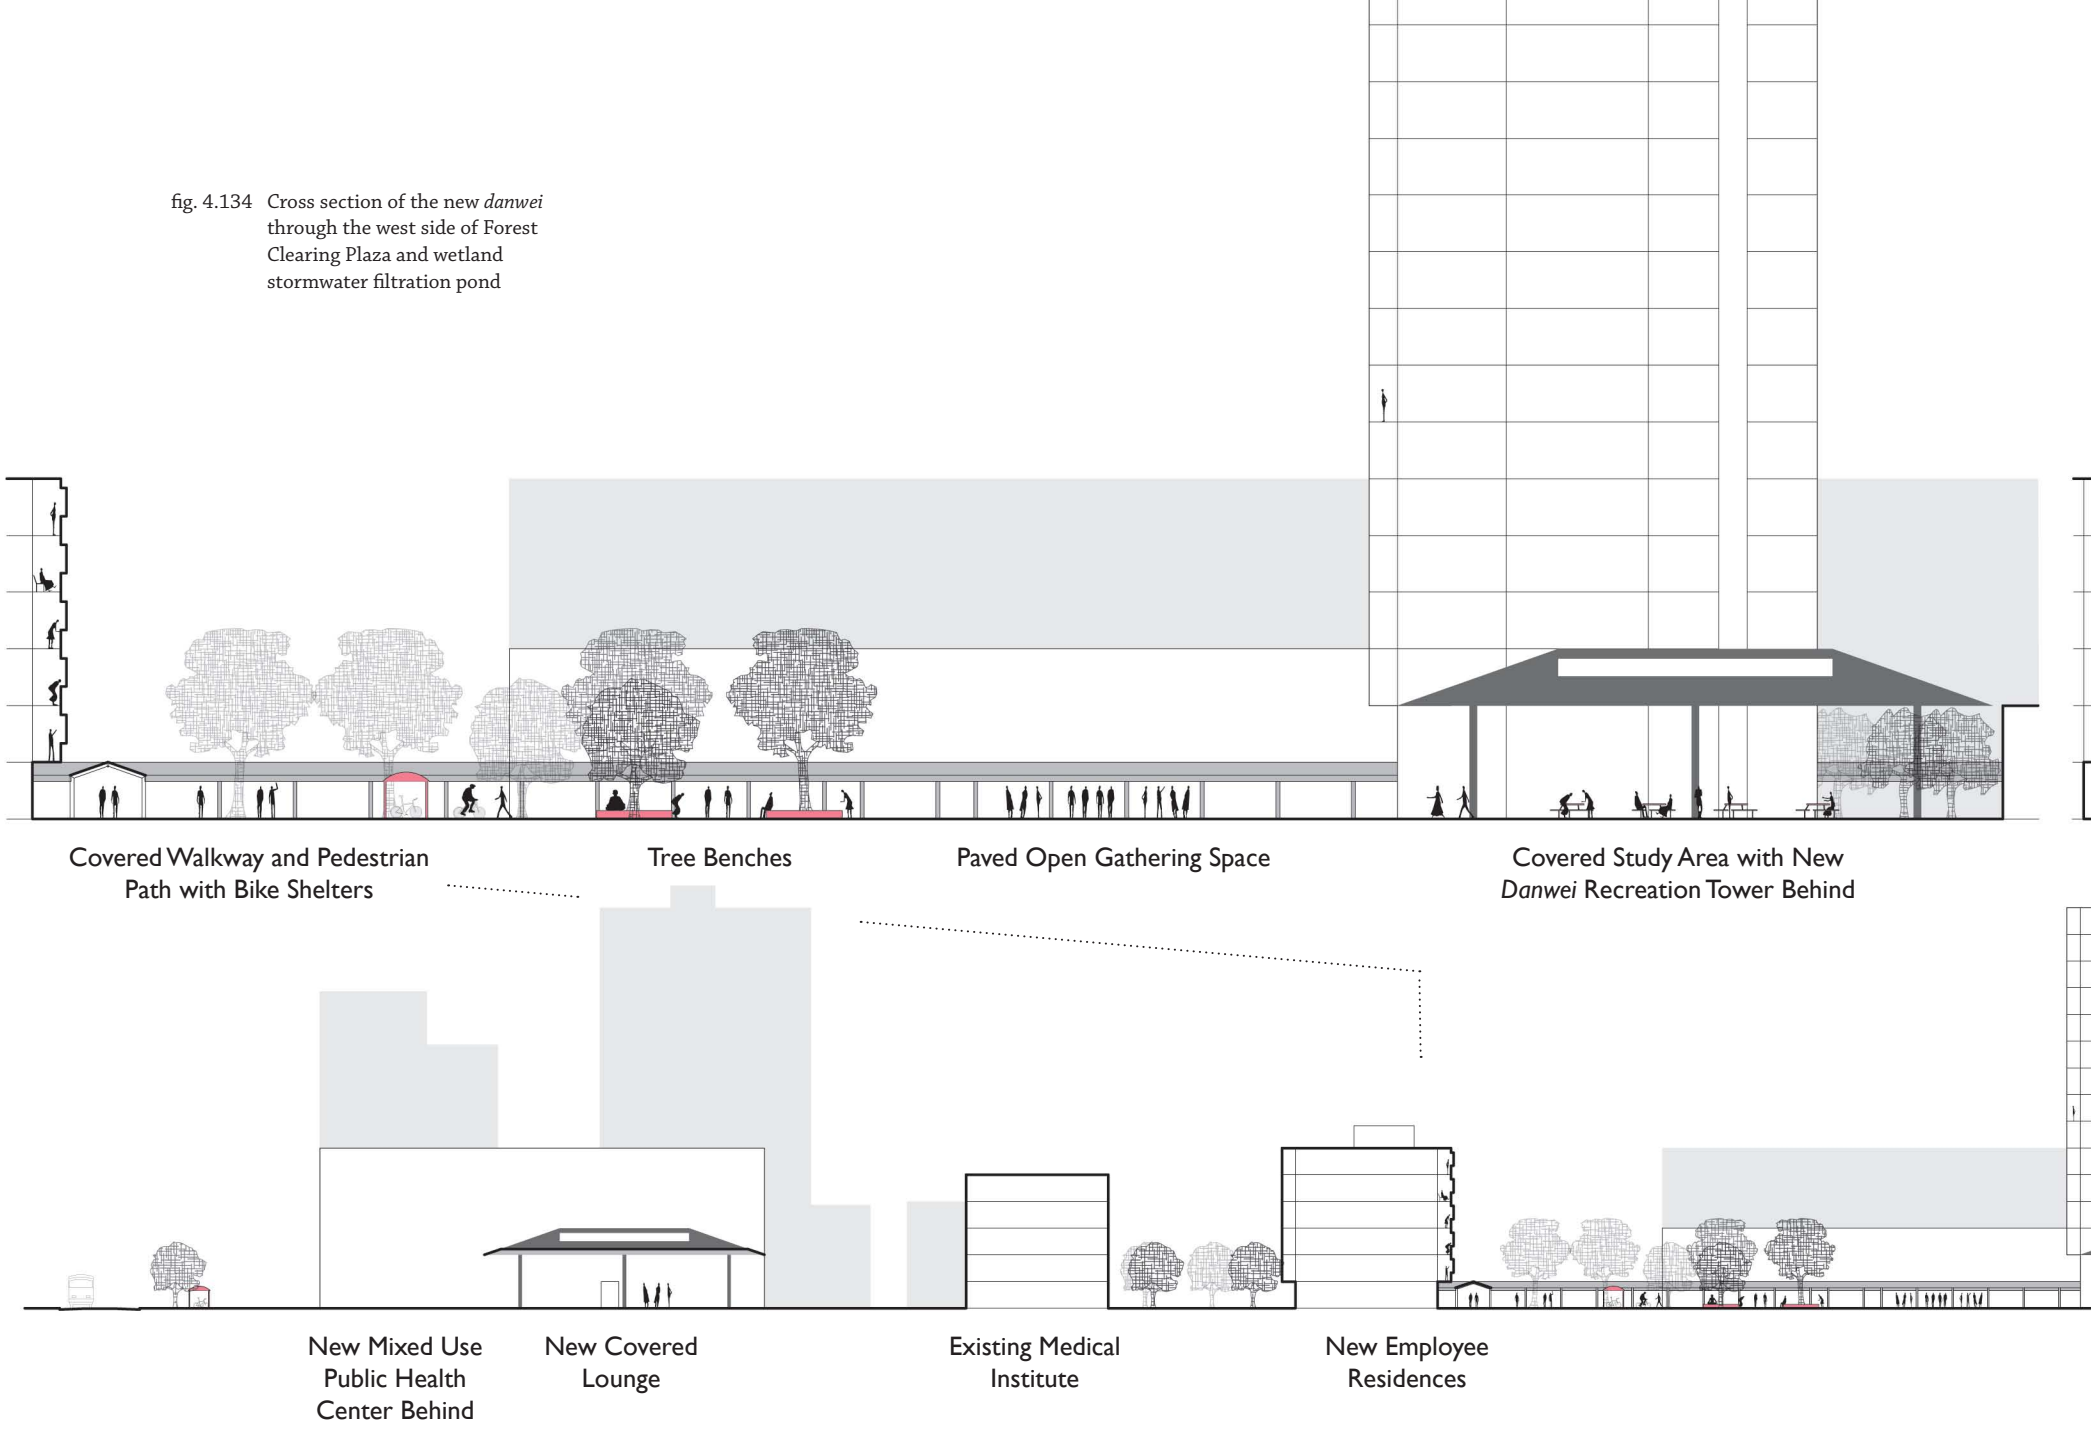 fig. 4.134 Cross section of the new danwei
through the west side of Forest
Clearing Plaza and wetland
stormwater filtration pond
Covered Walkway and Pedestrian
Path with Bike Shelters
Tree Benches
Paved Open Gathering Space
Covered Study Area with New
Danwei Recreation Tower Behind
New Mixed Use
Public Health
Center Behind
New Covered
Lounge
Existing Medical
Institute
New Employee
Residences